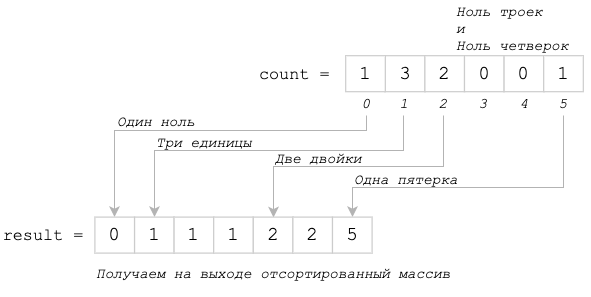 Ноль троек
и
Ноль четверок
count = 1 3 2 0 0 1
0 1 2 3 4 5
Один ноль
Три единицы
Две двойки
Одна пятерка
result = 0 1 1 1 2 2 5
Получаем на выходе отсортированный массив